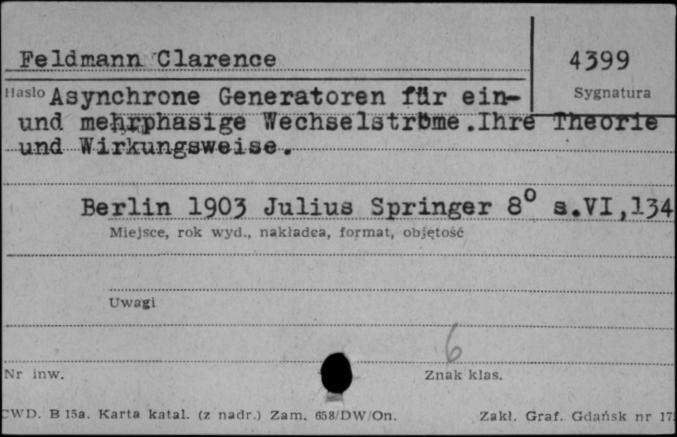 Feldmann Clarence
4399
Hasło Asynchrone Generatoren für ein-
Sygnatura
und mehrphasige Wechselströme.Ihre Theorie
und Wirkungsweise.
Berlin 1903 Julius Springer 8⁰ s.VI,134
Miejsce, rok wyd., nakładca, format, objętość
Uwagi
6
Nr inw.
Znak klas.
CWD. B 15a. Karta katal. (z nadr.) Zam. 658/DW/On.
Zakł. Graf. Gdańsk nr 17